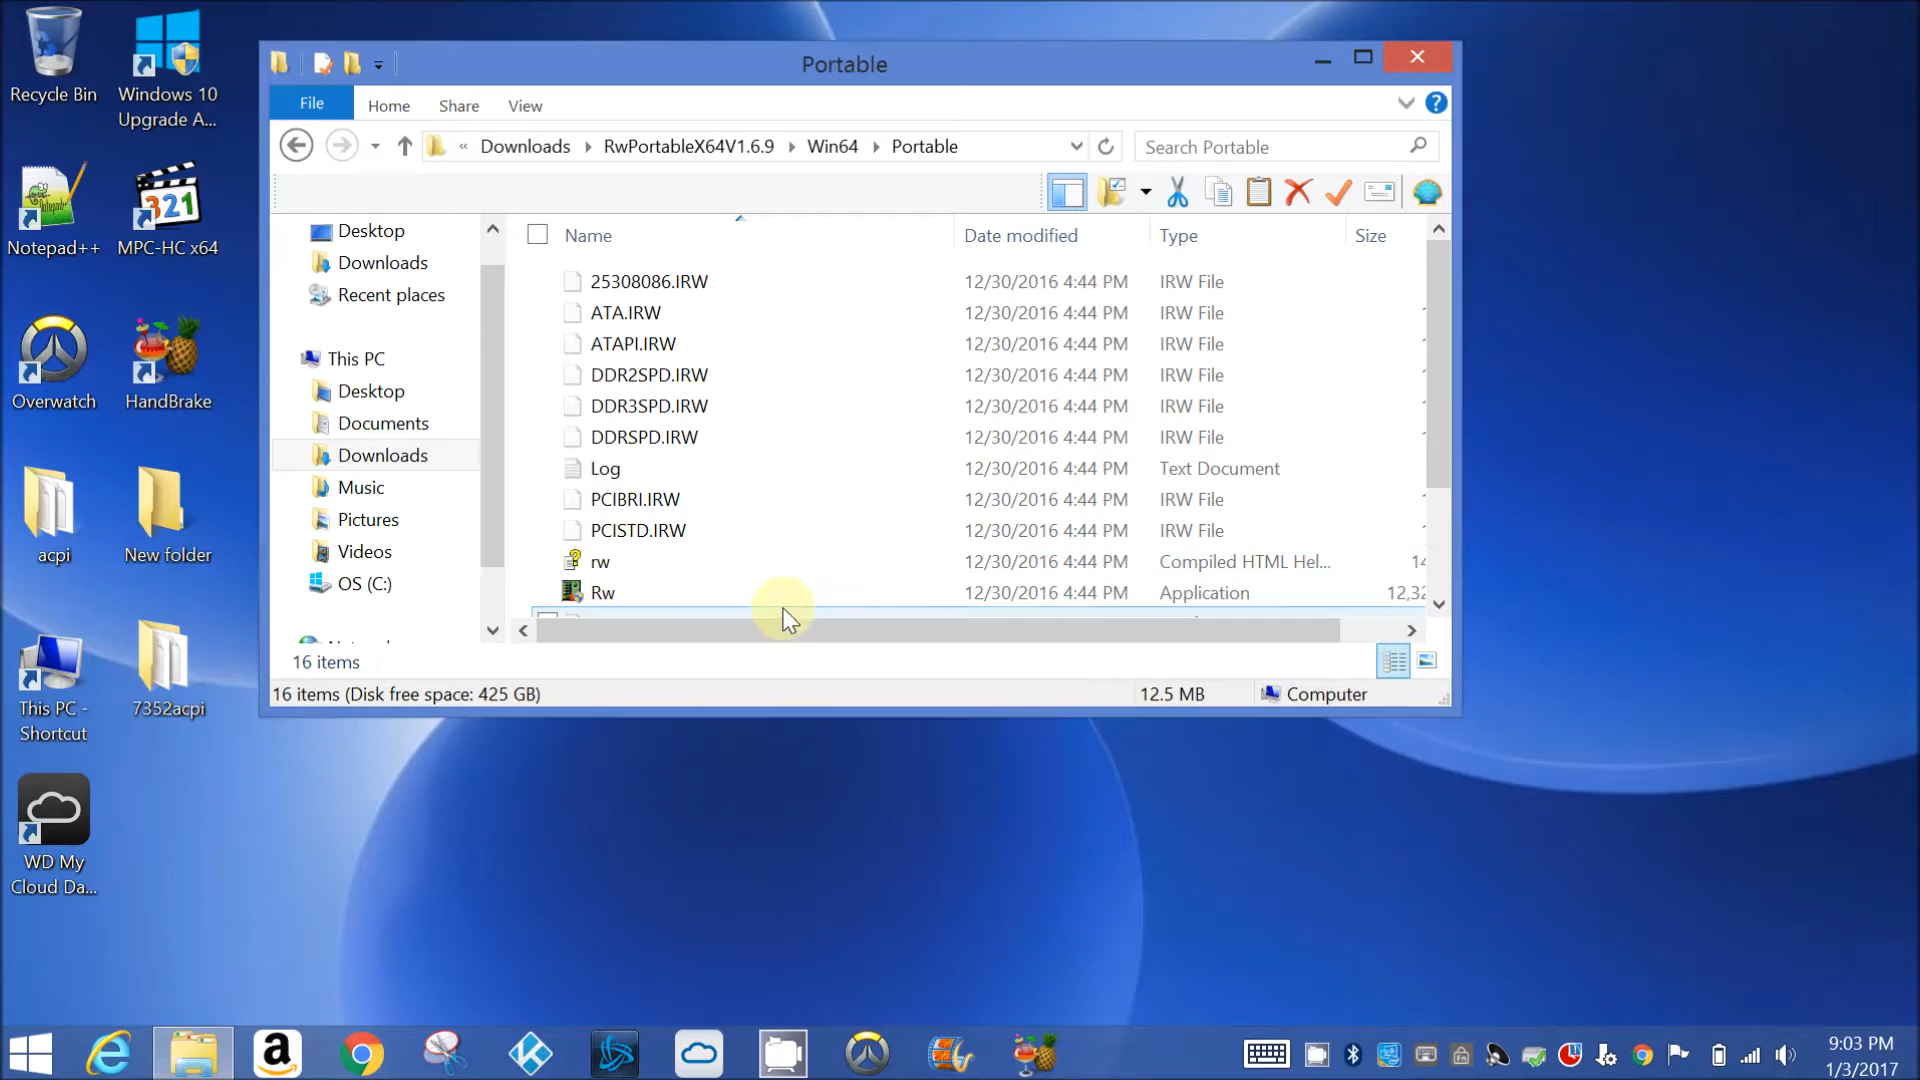 Recycle Bin
Windows 10
Upgrade A...
Notepad++
321
MPC-HC x64
Overwatch
HandBrake
acpi
New folder
This PC -
Shortcut
7352acpi
WD My
Cloud Da...
Portable
File
Home
Share
View
« Downloads RwPortableX64V1.6.9 Win64 Portable
Search Portable
Desktop
Downloads
Recent places
This PC
Desktop
Documents
Downloads
Music
Pictures
Videos
OS (C:)
Name Date modified Type Size
25308086.IRW 12/30/2016 4:44 PM IRW File
ATA.IRW 12/30/2016 4:44 PM IRW File
ATAPI.IRW 12/30/2016 4:44 PM IRW File
DDR2SPD.IRW 12/30/2016 4:44 PM IRW File
DDR3SPD.IRW 12/30/2016 4:44 PM IRW File
DDRSPD.IRW 12/30/2016 4:44 PM IRW File
Log 12/30/2016 4:44 PM Text Document
PCIBRI.IRW 12/30/2016 4:44 PM IRW File
PCISTD.IRW 12/30/2016 4:44 PM IRW File
rw 12/30/2016 4:44 PM Compiled HTML Hel...
Rw 12/30/2016 4:44 PM Application
16 items
16 items (Disk free space: 425 GB)
12.5 MB
Computer
9:03 PM
1/3/2017